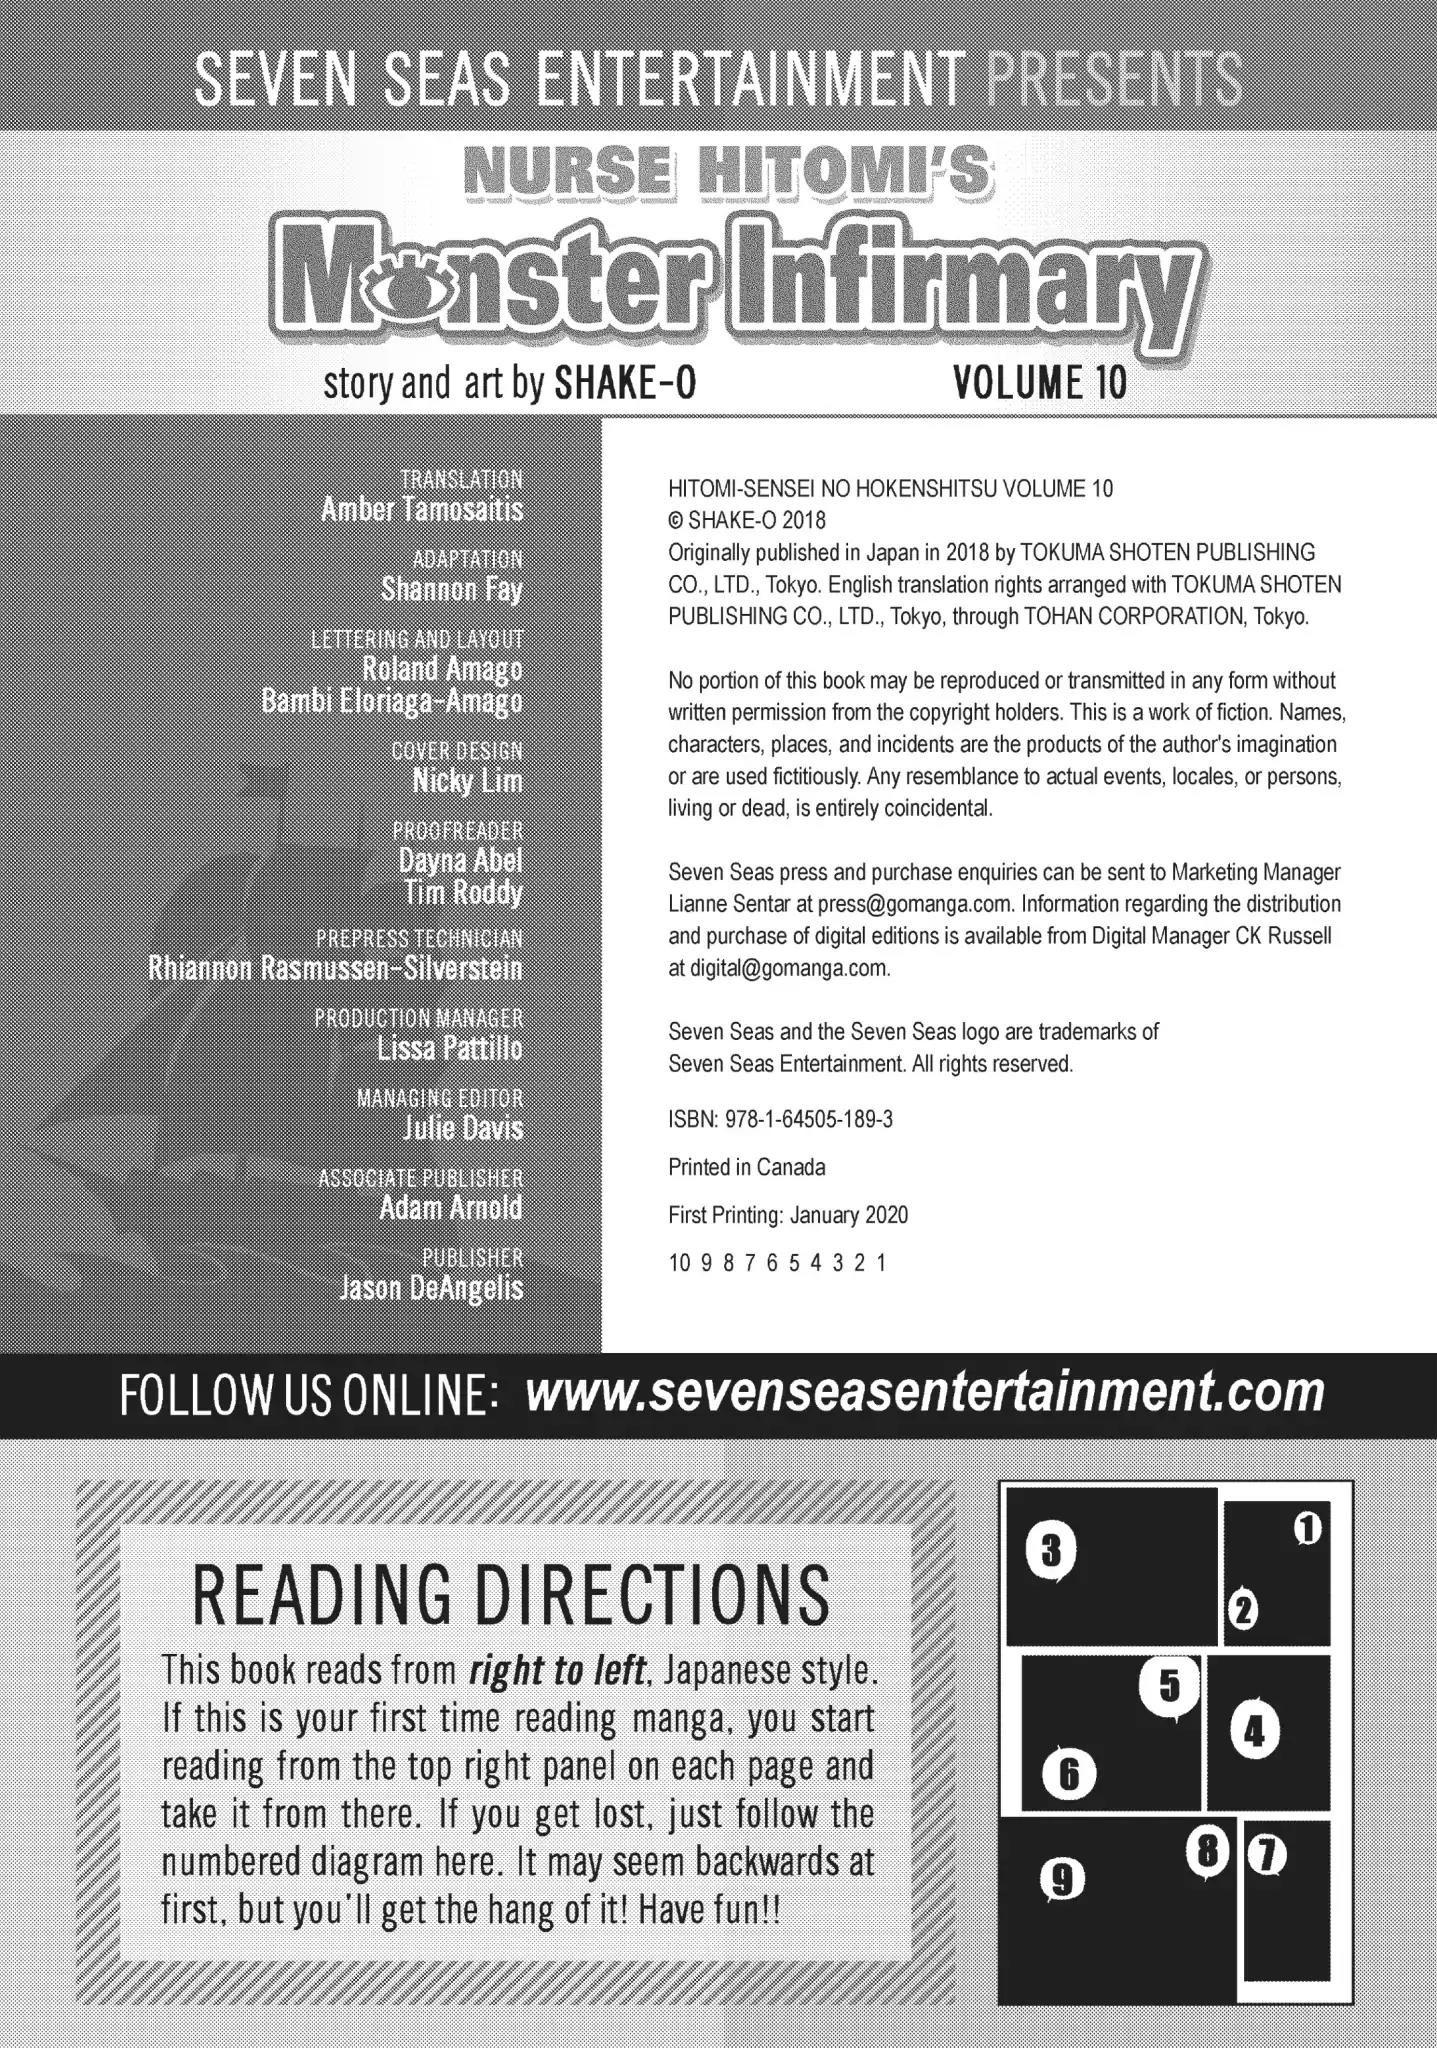 SEVEN SEAS ENTERTAINMENT PRESENTS
NURSE HITOMI'S
Monster Infirmary
story and art by SHAKE-O
VOLUME 10
TRANSLATION
Amber Tamosaitis
ADAPTATION
Shannon Fay
LETTERING AND LAYOUT
Roland Amago
Bambi Eloriaga-Amago
COVER DESIGN
Nicky Lim
PROOFREADER
Dayna Abel
Tim Roddy
PREPRESS TECHNICIAN
Rhiannon Rasmussen-Silverstein
PRODUCTION MANAGER
Lissa Pattillo
MANAGING EDITOR
Julie Davis
ASSOCIATE PUBLISHER
Adam Arnold
PUBLISHER
Jason DeAngelis
HITOMI-SENSEI NO HOKENSHITSU VOLUME 10
© SHAKE-O 2018
Originally published in Japan in 2018 by TOKUMA SHOTEN PUBLISHING
CO., LTD., Tokyo. English translation rights arranged with TOKUMA SHOTEN
PUBLISHING CO., LTD., Tokyo, through TOHAN CORPORATION, Tokyo.
No portion of this book may be reproduced or transmitted in any form without
written permission from the copyright holders. This is a work of fiction. Names,
characters, places, and incidents are the products of the author's imagination
or are used fictitiously. Any resemblance to actual events, locales, or persons,
living or dead, is entirely coincidental.
Seven Seas press and purchase enquiries can be sent to Marketing Manager
Lianne Sentar at press@gomanga.com. Information regarding the distribution
and purchase of digital editions is available from Digital Manager CK Russell
at digital@gomanga.com.
Seven Seas and the Seven Seas logo are trademarks of
Seven Seas Entertainment. All rights reserved.
ISBN: 978-1-64505-189-3
Printed in Canada
First Printing: January 2020
10 9 8 7 6 5 4 3 2 1
FOLLOW US ONLINE: www.sevenseasentertainment.com
READING DIRECTIONS
This book reads from right to left, Japanese style.
If this is your first time reading manga, you start
reading from the top right panel on each page and
take it from there. If you get lost, just follow the
numbered diagram here. It may seem backwards at
first, but you'll get the hang of it! Have fun!!
1
2
3
4
5
6
7
8
9